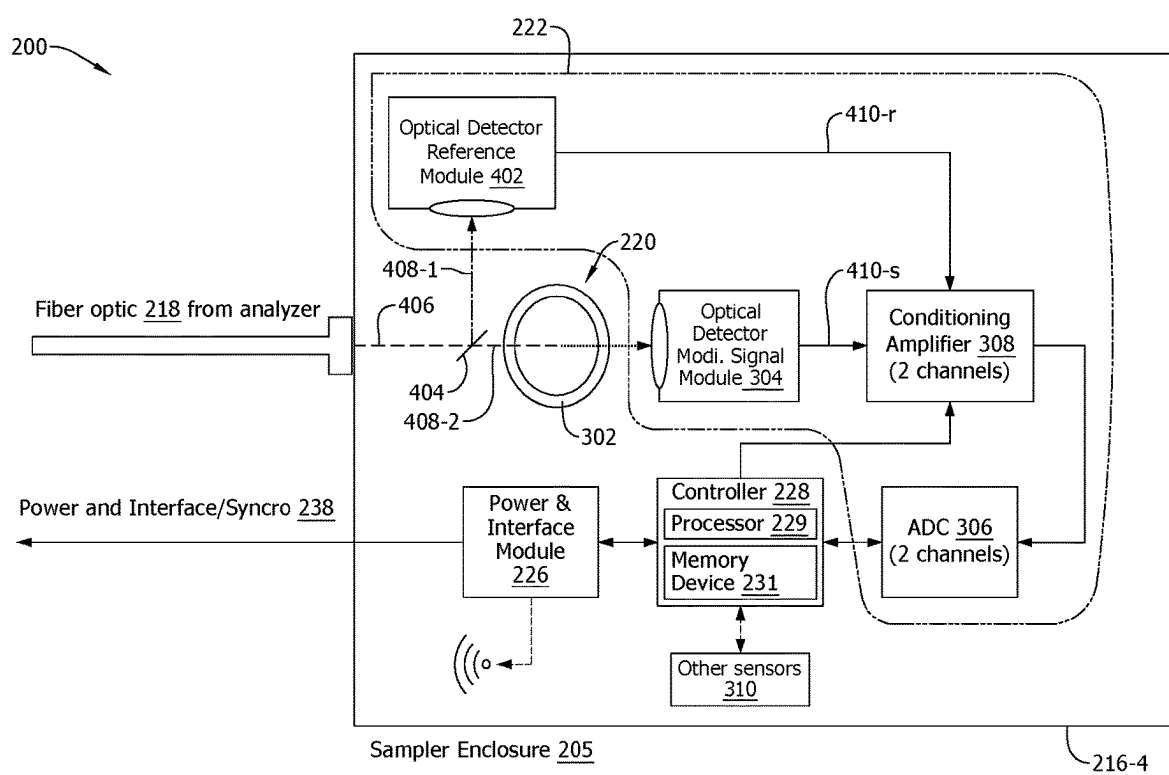 200
222
Optical Detector
Reference
Module 402
410-r
408-1
220
410-s
Fiber optic 218 from analyzer
406
404
408-2
302
Optical
Detector
Modi. Signal
Module 304
Conditioning
Amplifier 308
(2 channels)
Power and Interface/Syncro 238
Power &
Interface
Module
226
Controller 228
Processor 229
Memory
Device 231
ADC 306
(2 channels)
Other sensors
310
Sampler Enclosure 205
216-4